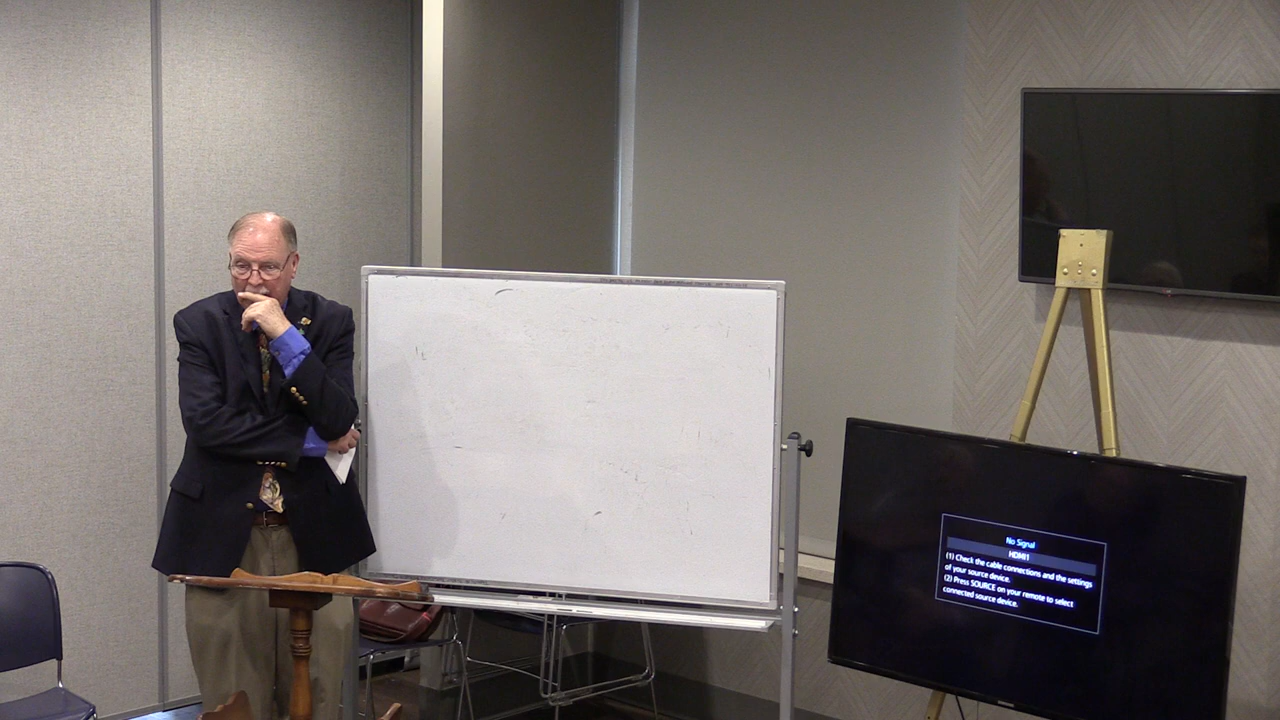 No Signal
HDMI1
(1) Check the cable connections and the settings
of your source device.
(2) Press SOURCE on your remote to select
connected source device.